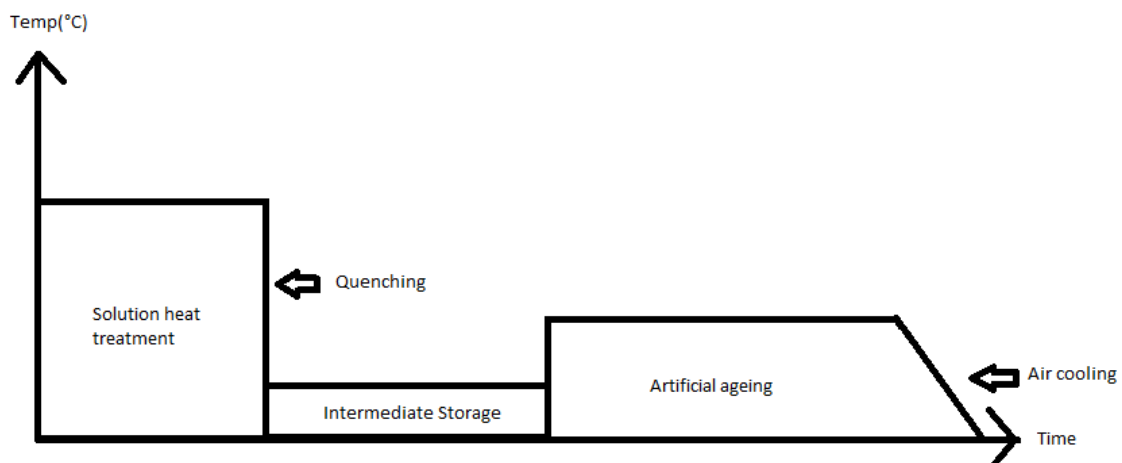 Temp(°C)
Quenching
Solution heat
treatment
Intermediate Storage
Artificial ageing
Air cooling
Time